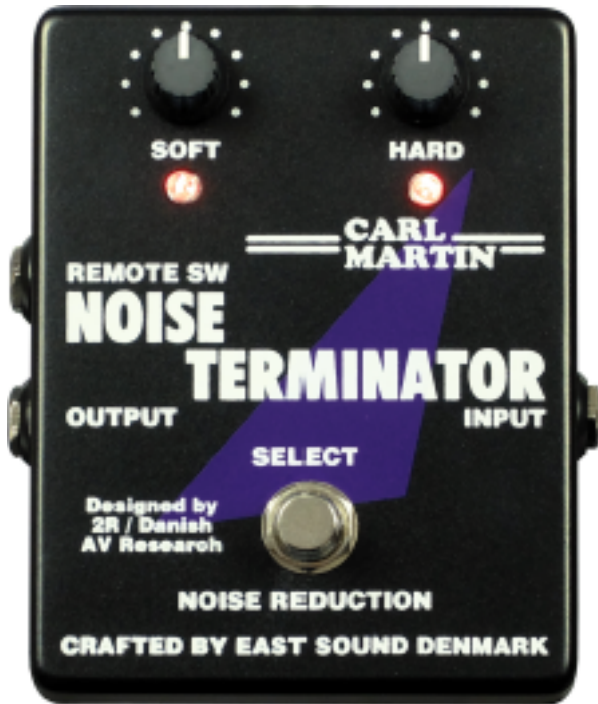 SOFT HARD
CARL
MARTIN
REMOTE SW
NOISE
TERMINATOR
OUTPUT INPUT
SELECT
Designed by
2R / Danish
AV Research
NOISE REDUCTION
CRAFTED BY EAST SOUND DENMARK